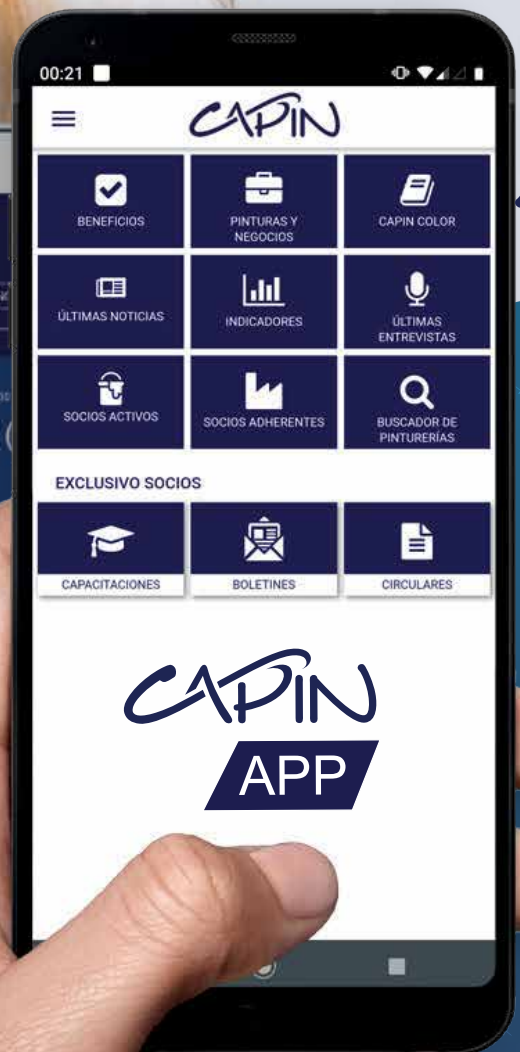 00:21
CAPIN
BENEFICIOS
PINTURAS Y
NEGOCIOS
CAPIN COLOR
ÚLTIMAS NOTICIAS
INDICADORES
ÚLTIMAS
ENTREVISTAS
SOCIOS ACTIVOS
SOCIOS ADHERENTES
BUSCADOR DE
PINTURERÍAS
EXCLUSIVO SOCIOS
CAPACITACIONES
BOLETINES
CIRCULARES
CAPIN
APP